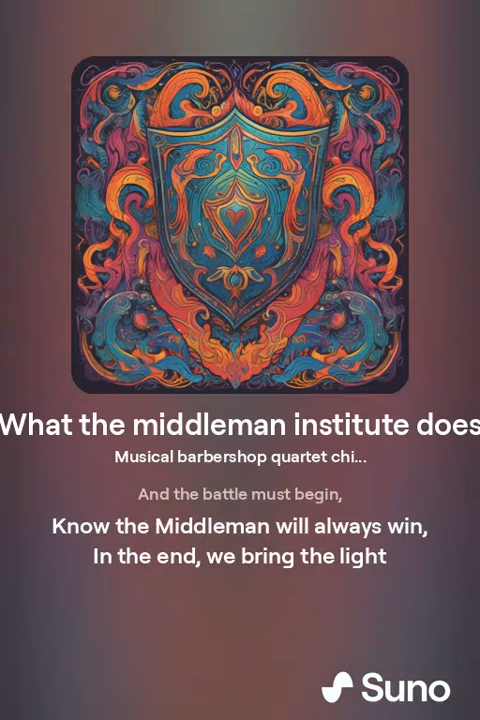 What the middleman institute does
Musical barbershop quartet chi...
And the battle must begin,
Know the Middleman will always win,
In the end, we bring the light
Suno